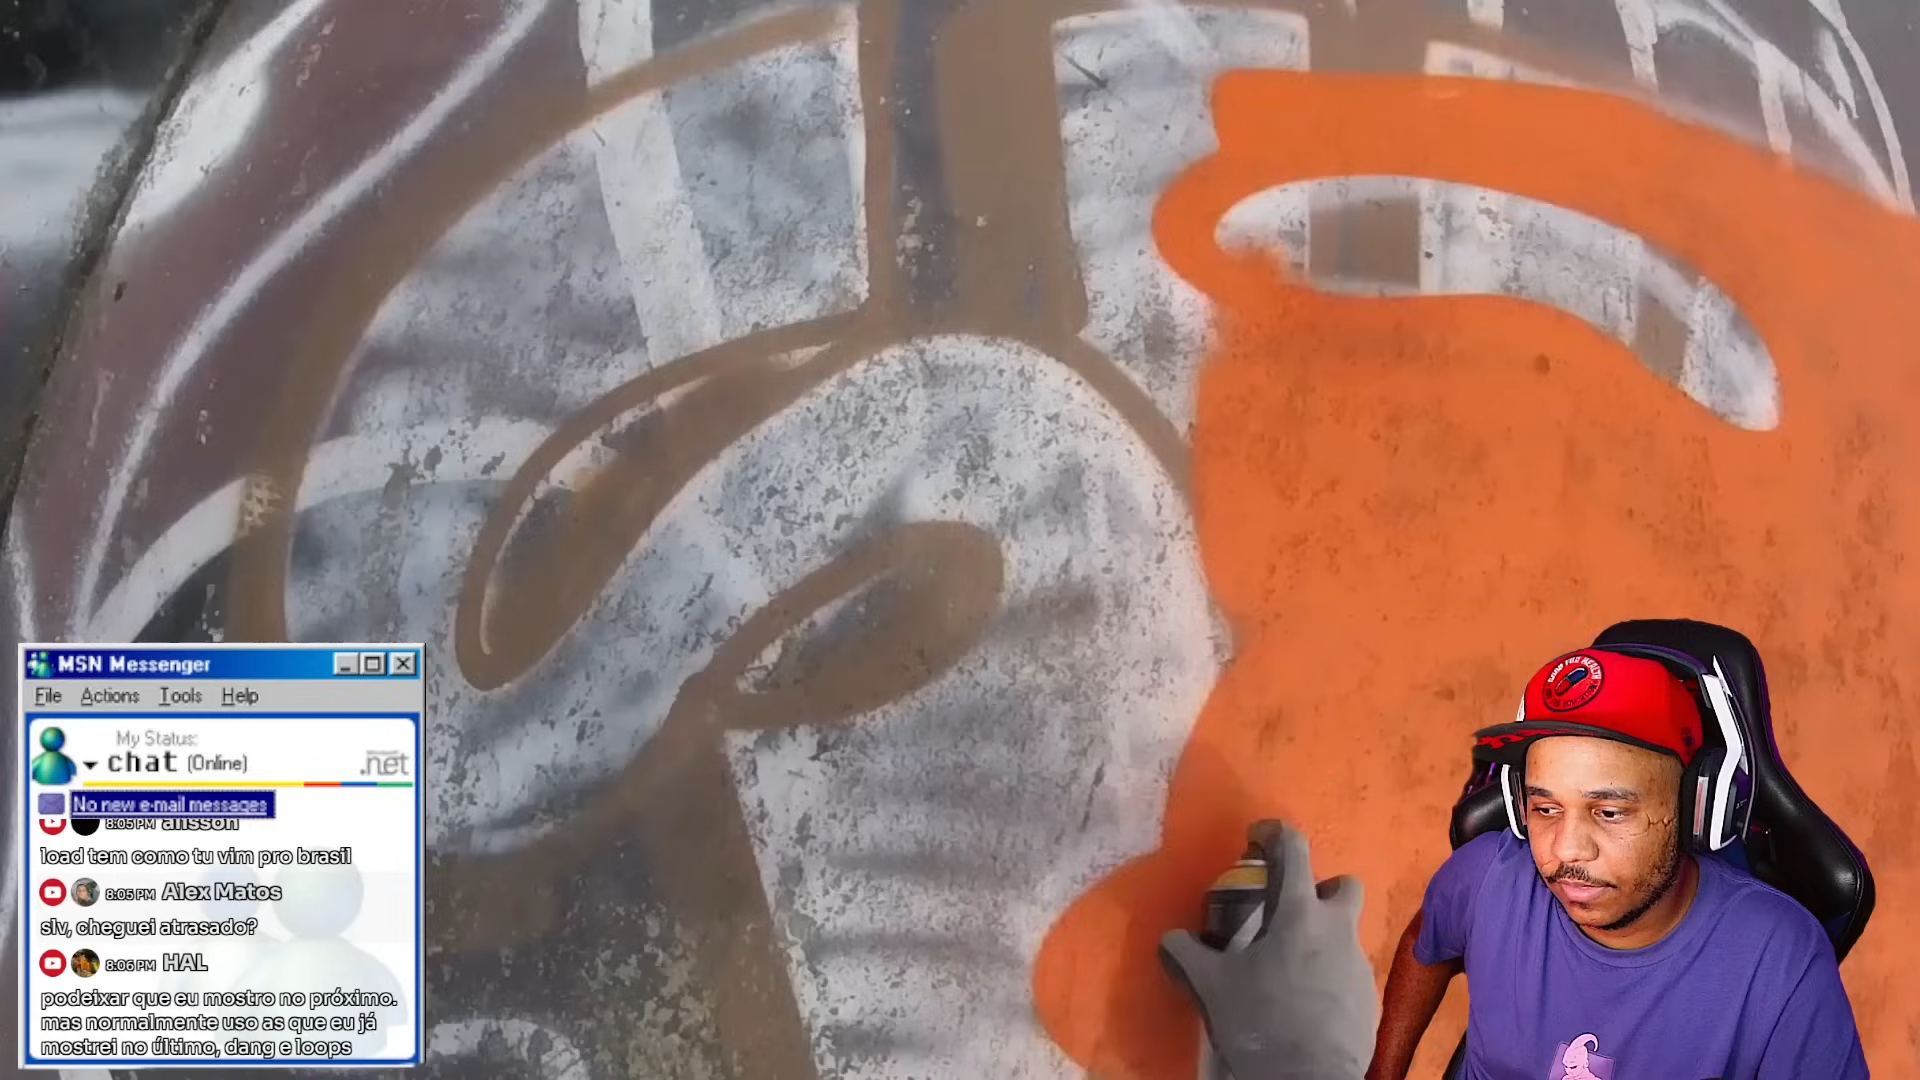 MSN Messenger
File Actions Tools Help
My Status:
chat (Online)
.net
No new e-mail messages
8:05 PM alisson
load tem como tu vim pro brasil
8:05 PM Alex Matos
slv, cheguei atrasado?
8:06 PM HAL
podeixar que eu mostro no próximo.
mas normalmente uso as que eu já
mostrei no último, dang e loops